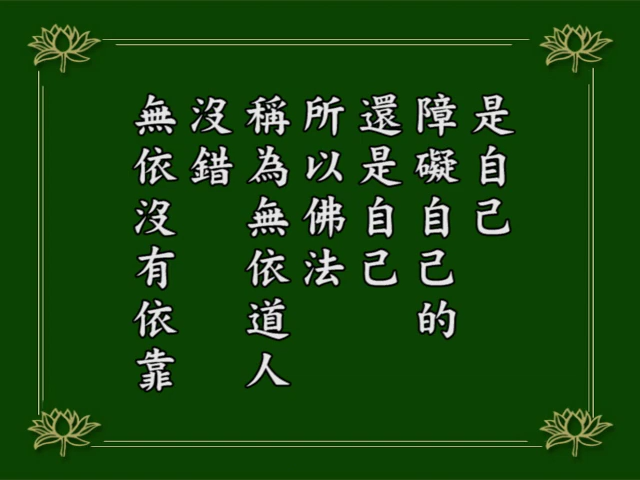 是自己
障礙自己的
還是自己
所以佛法
稱為無依道人
沒錯
無依沒有依靠